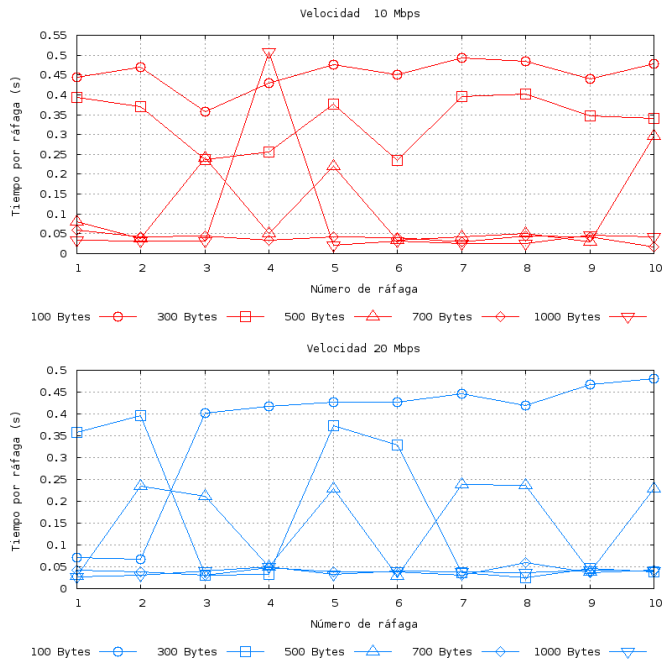 Velocidad  10 Mbps
Tiempo por ráfaga (s)
0.55
0.5
0.45
0.4
0.35
0.3
0.25
0.2
0.15
0.1
0.05
0
1 2 3 4 5 6 7 8 9 10
Número de ráfaga
100 Bytes 300 Bytes 500 Bytes 700 Bytes 1000 Bytes
Velocidad 20 Mbps
Tiempo por ráfaga (s)
0.5
0.45
0.4
0.35
0.3
0.25
0.2
0.15
0.1
0.05
0
1 2 3 4 5 6 7 8 9 10
Número de ráfaga
100 Bytes 300 Bytes 500 Bytes 700 Bytes 1000 Bytes